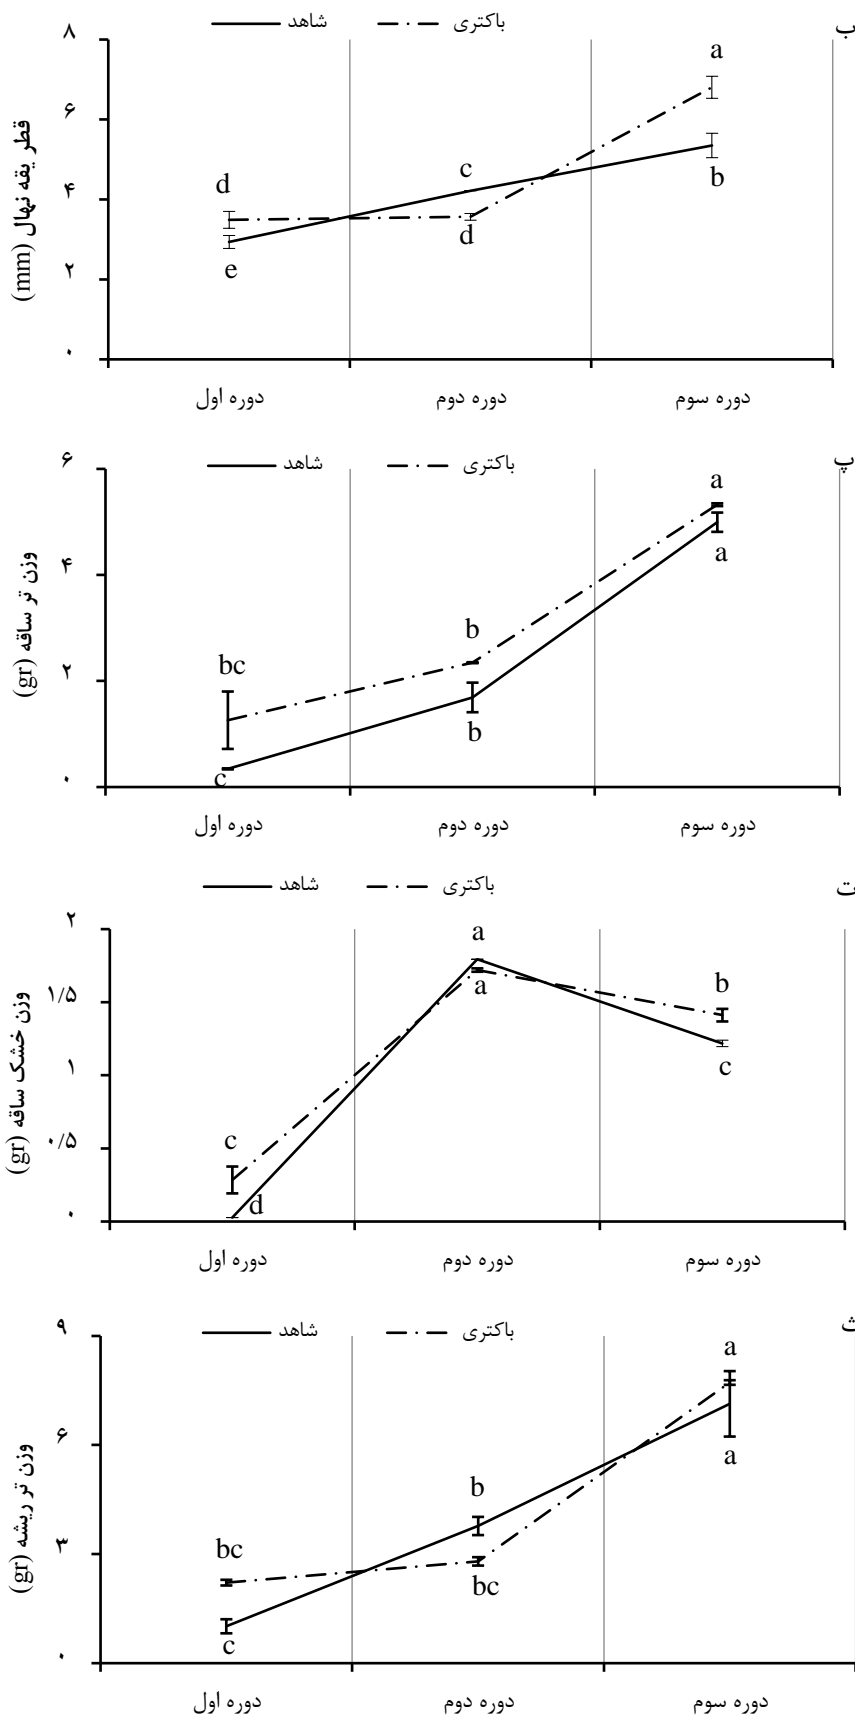 ب
شاهد باکتری
قطر یقه نهال (mm)
۸
۶
۴
۲
۰
a
c
d
b
d
e
دوره اول دوره دوم دوره سوم
پ
شاهد باکتری
وزن تر ساقه (gr)
۶
۴
۲
۰
a
a
b
bc
b
c
دوره اول دوره دوم دوره سوم
ت
شاهد باکتری
وزن خشک ساقه (gr)
۲
۱/۵
۱
۰/۵
۰
a
a
b
c
c
d
دوره اول دوره دوم دوره سوم
ث
شاهد باکتری
وزن تر ریشه (gr)
۹
۶
۳
۰
a
a
b
bc
bc
c
دوره اول دوره دوم دوره سوم